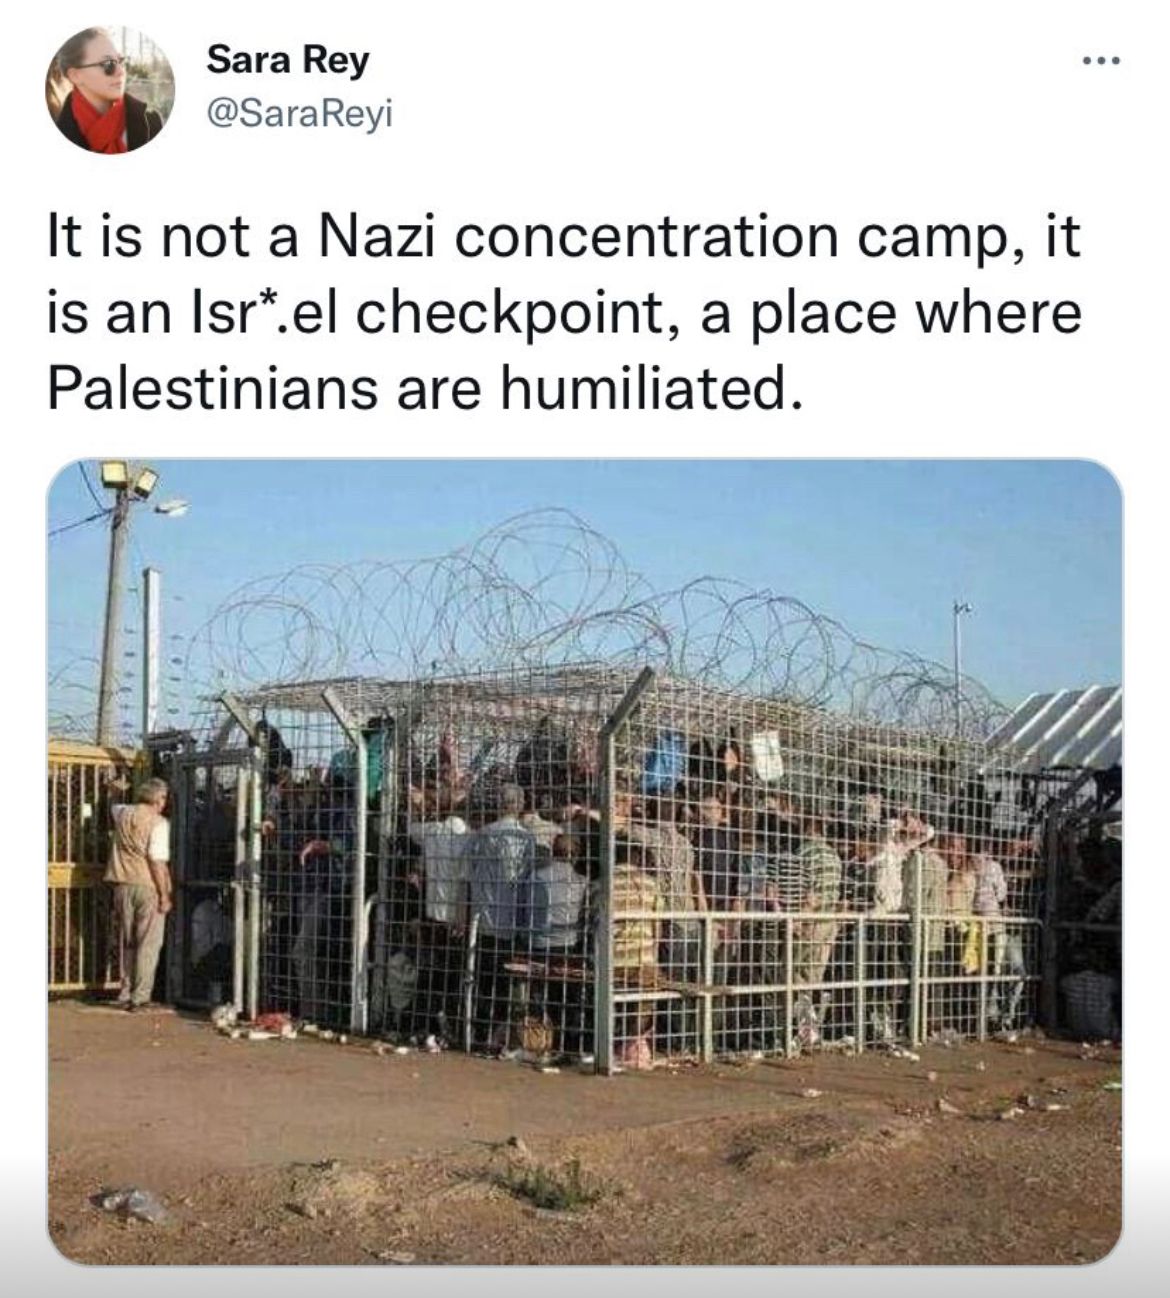 Sara Rey
@SaraReyi
It is not a Nazi concentration camp, it
is an Isr*.el checkpoint, a place where
Palestinians are humiliated.